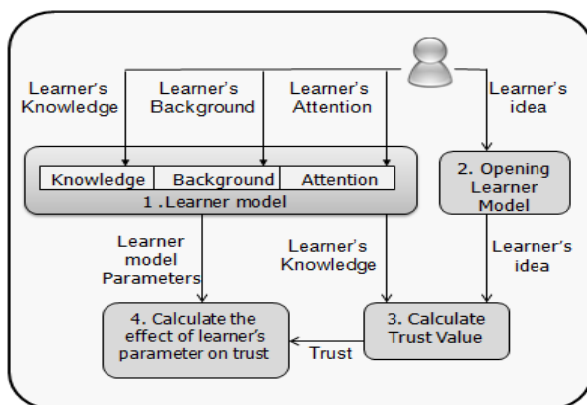 Learner's
Knowledge
Learner's
Background
Learner's
Attention
Learner's
idea
Knowledge Background Attention
1 .Learner model
2. Opening
Learner
Model
Learner
model
Parameters
Learner's
Knowledge
Learner's
idea
4. Calculate the
effect of learner's
parameter on trust
Trust
3. Calculate
Trust Value